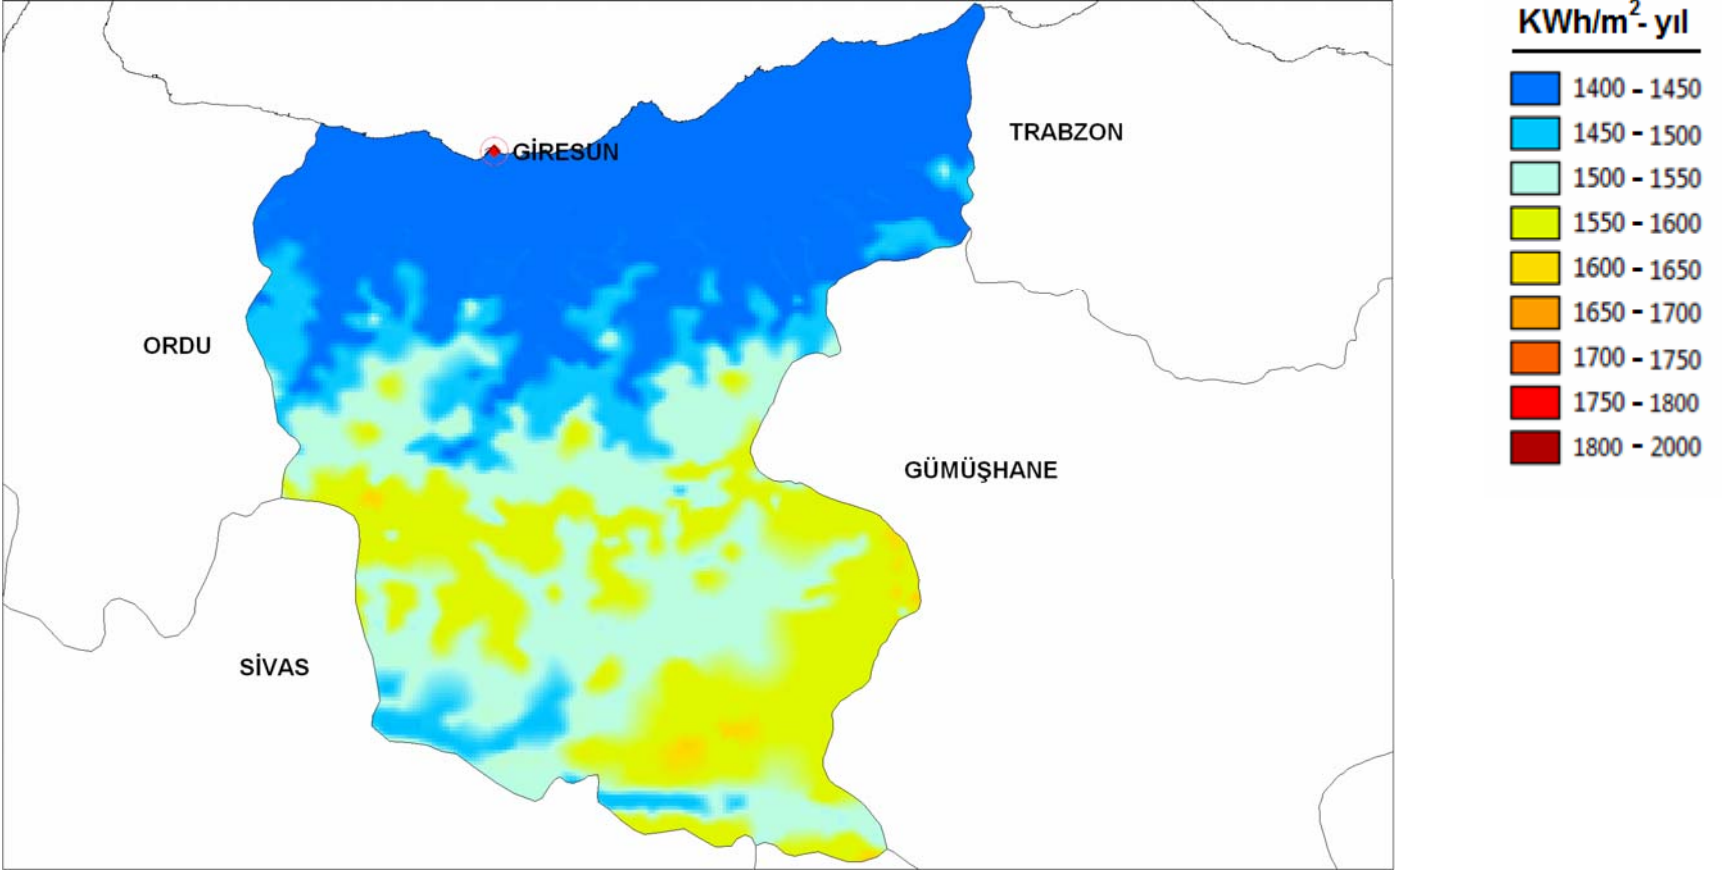 KWh/m²- yıl
1400 - 1450
1450 - 1500
1500 - 1550
1550 - 1600
1600 - 1650
1650 - 1700
1700 - 1750
1750 - 1800
1800 - 2000
TRABZON
GİRESUN
ORDU
GÜMÜŞHANE
SİVAS